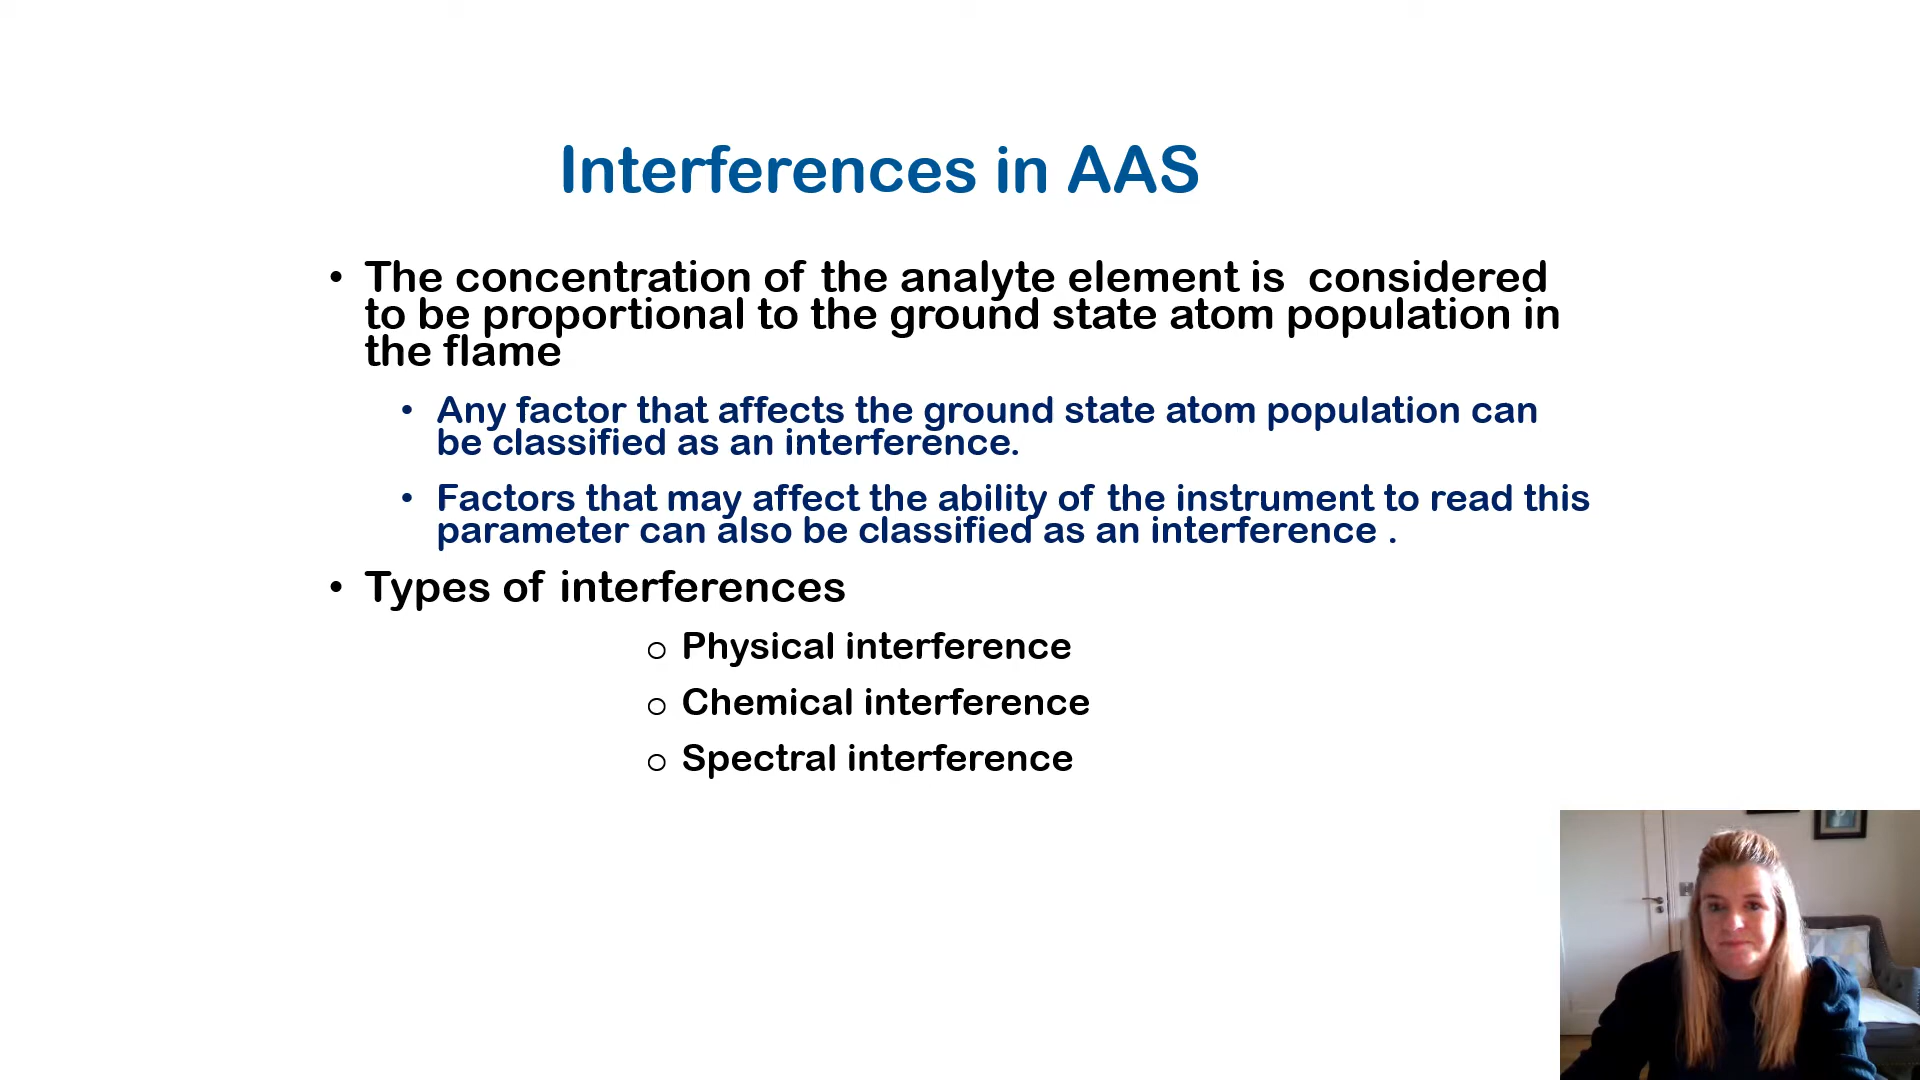 Interferences in AAS
• The concentration of the analyte element is considered
to be proportional to the ground state atom population in
the flame
• Any factor that affects the ground state atom population can
be classified as an interference.
• Factors that may affect the ability of the instrument to read this
parameter can also be classified as an interference .
• Types of interferences
o Physical interference
o Chemical interference
o Spectral interference